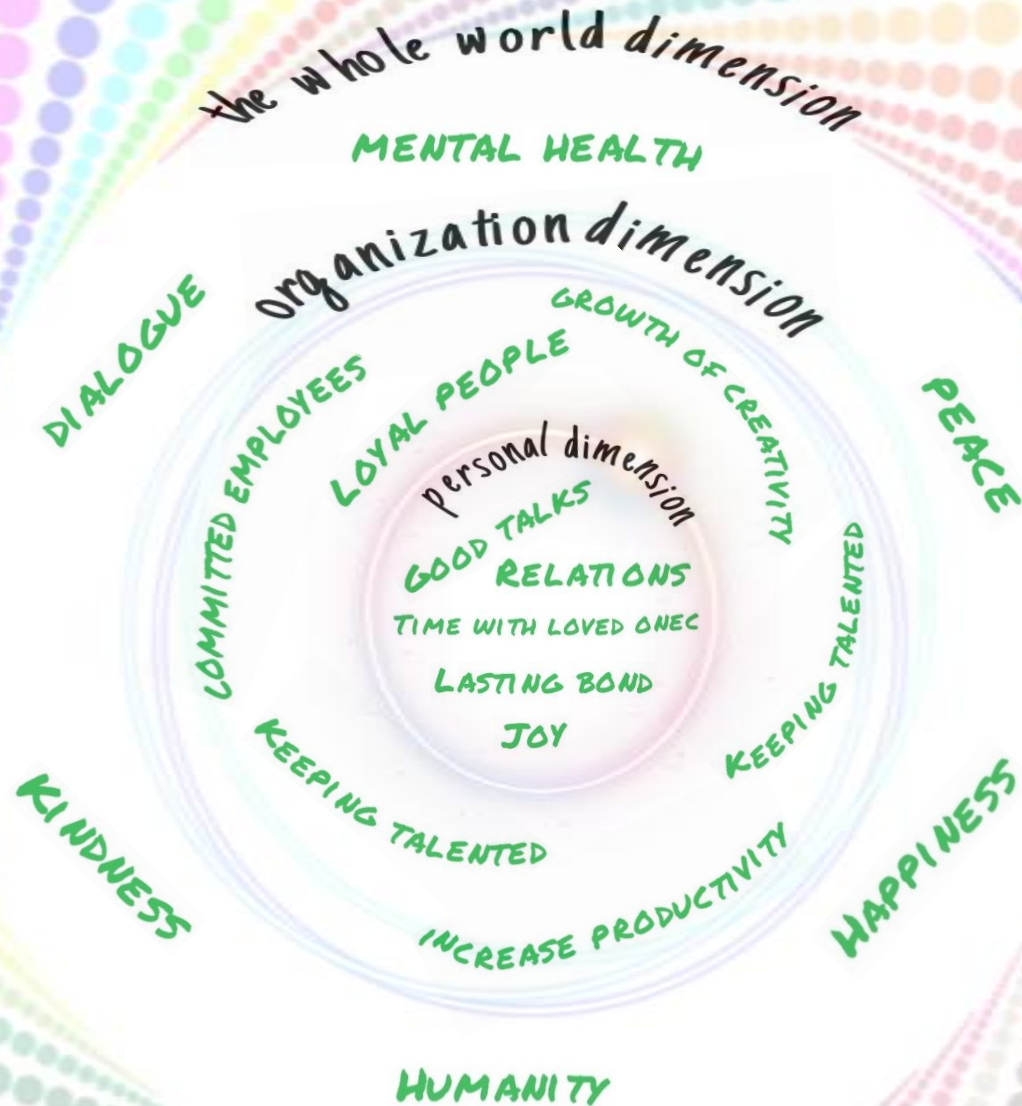 the whole world dimension
MENTAL HEALTH
organization dimension
DIALOGUE
GROWTH OF CREATIVITY
LOYAL PEOPLE
COMMITTED EMPLOYEES
PEACE
personal dimension
GOOD TALKS
RELATIONS
TIME WITH LOVED ONEC
LASTING BOND
JOY
KEEPING TALENTED
KEEPING TALENTED
INCREASE PRODUCTIVITY
KINDNESS
HAPPINESS
HUMANITY